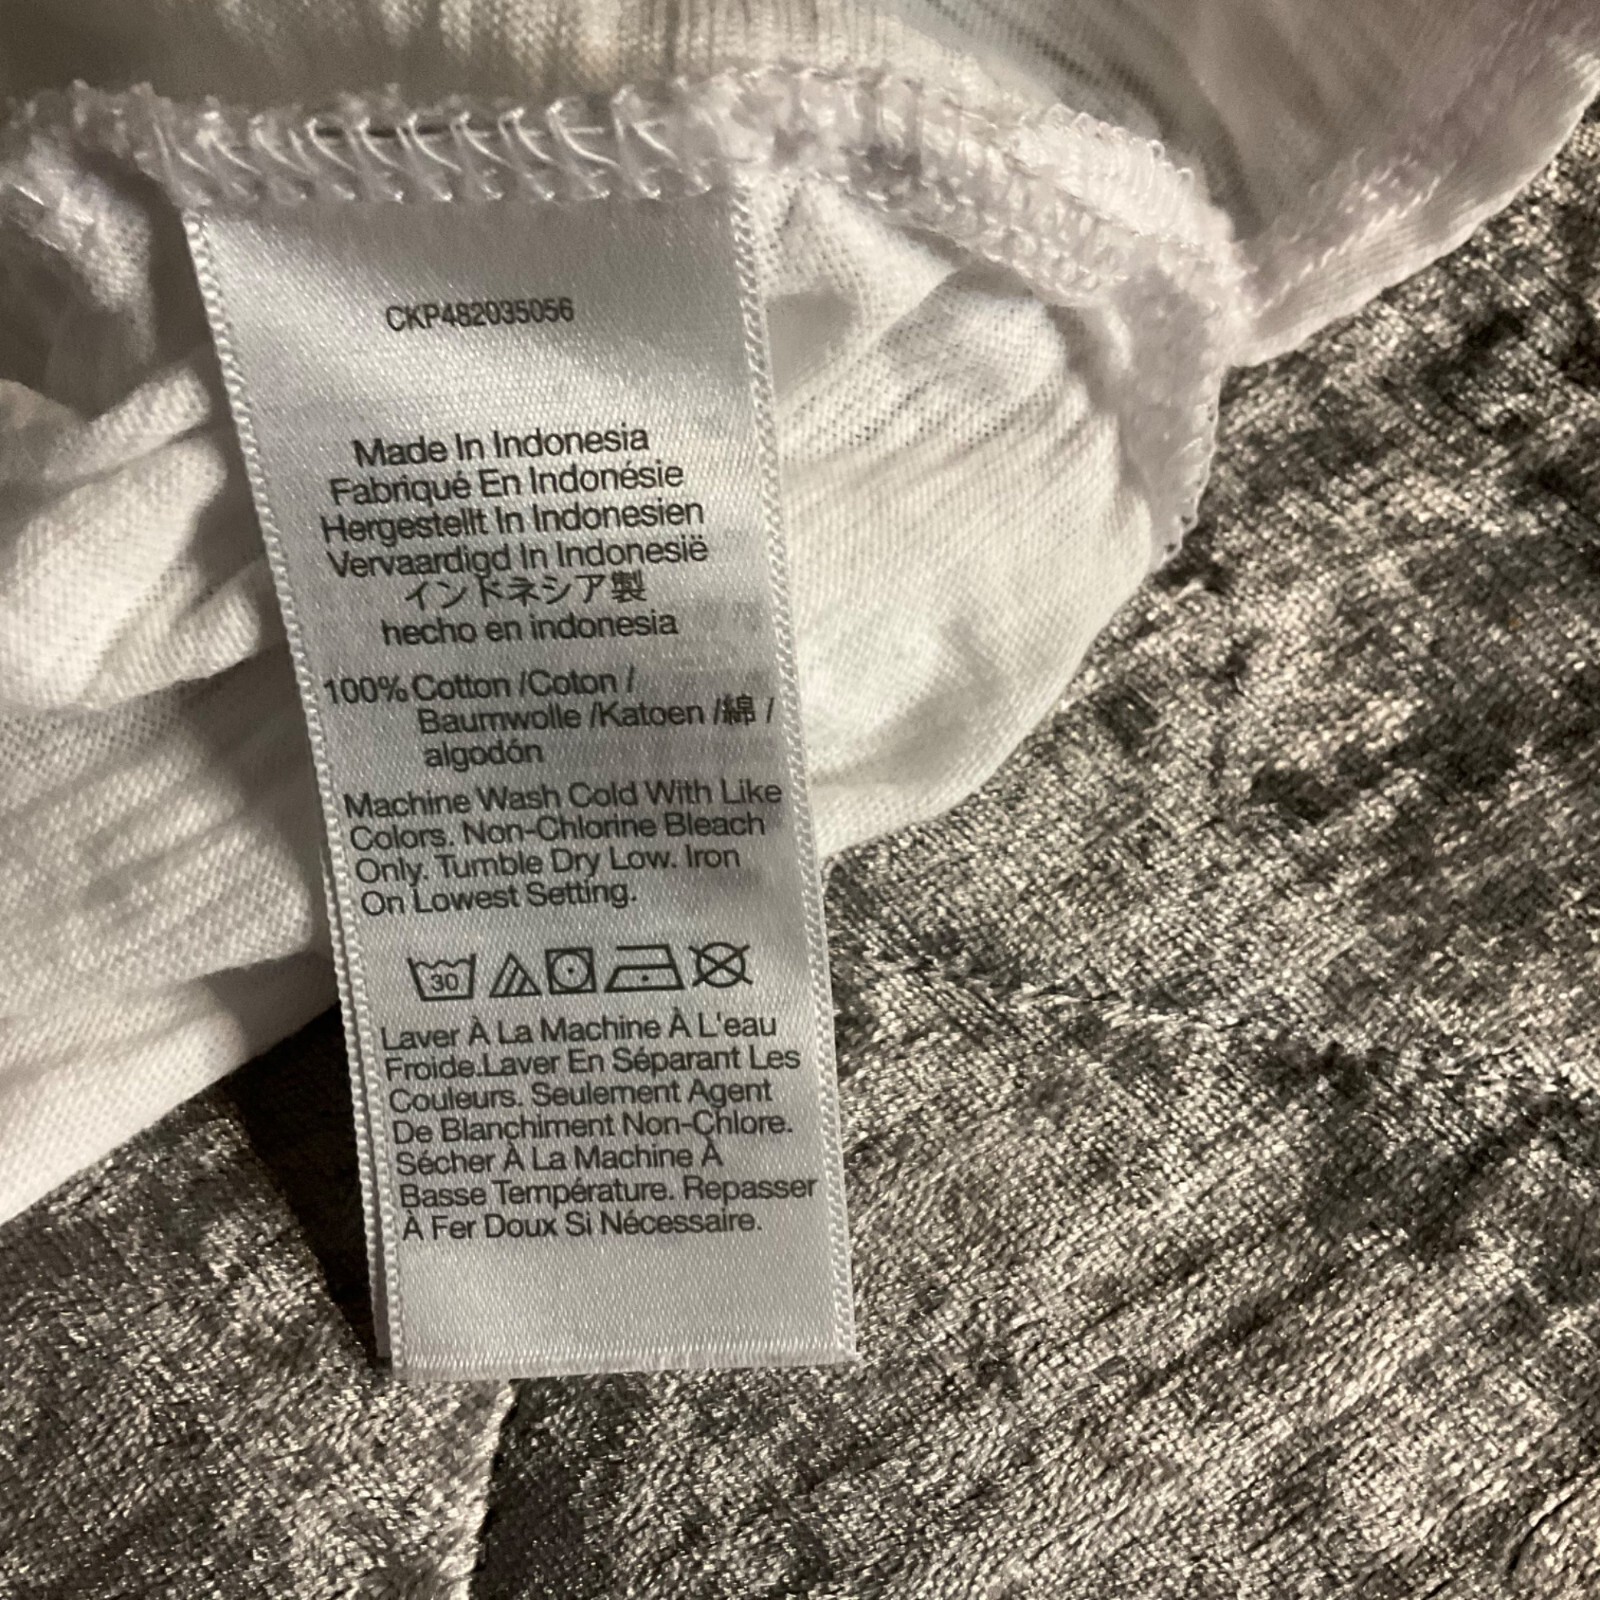 CKP482035056
Made In Indonesia
Fabriqué En Indonésie
Hergestellt In Indonesien
Vervaardigd In Indonesië
インドネシア製
hecho en indonesia
100% Cotton /Coton /
Baumwolle /Katoen /綿 /
algodón
Machine Wash Cold With Like
Colors. Non-Chlorine Bleach
Only. Tumble Dry Low. Iron
On Lowest Setting.
30
Laver À La Machine À L'eau
Froide.Laver En Séparant Les
Couleurs. Seulement Agent
De Blanchiment Non-Chlore.
Sécher À La Machine À
Basse Température. Repasser
À Fer Doux Si Nécessaire.